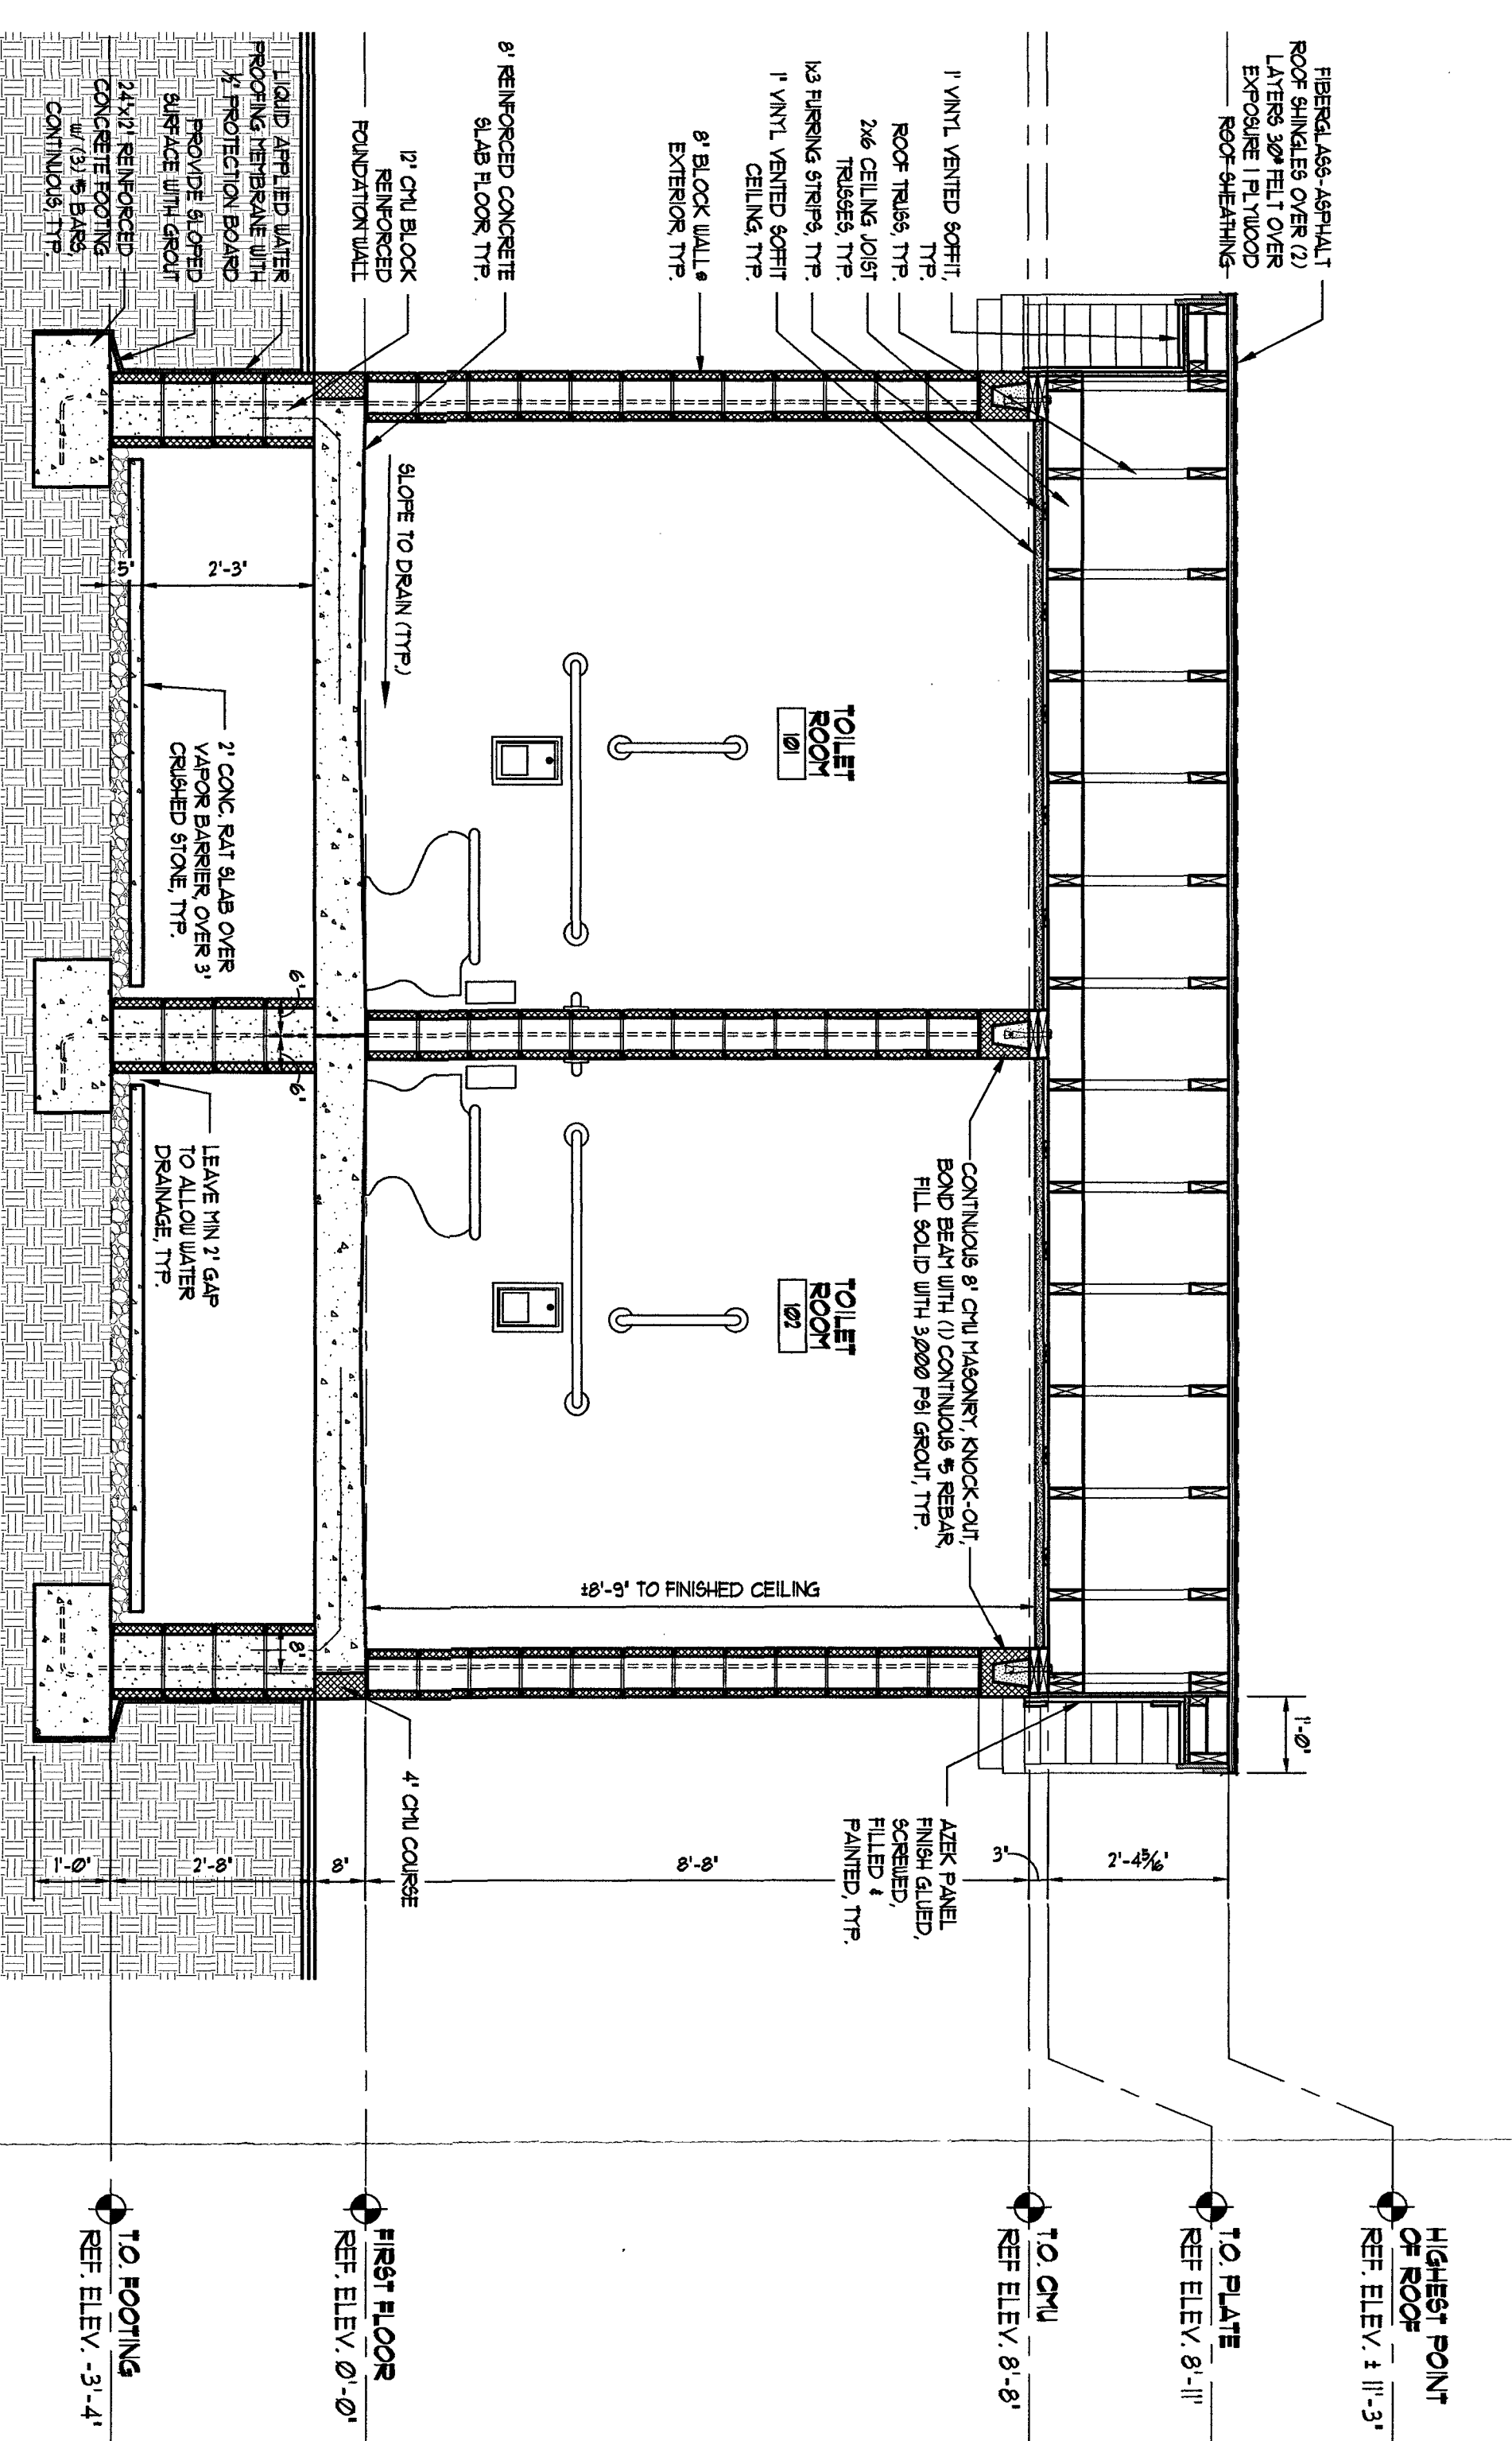 FIBERGLASS-ASPHALT
ROOF SHINGLES OVER (2)
LAYERS 30# FELT OVER
EXPOSURE 1 PLYWOOD
ROOF SHEATHING
1" VINYL VENTED SOFFIT,
TYP.
ROOF TRUSS, TYP.
2x6 CEILING JOIST
TRUSSES, TYP.
1x3 FURRING STRIPS, TYP.
1" VINYL VENTED SOFFIT
CEILING, TYP.
8" BLOCK WALL @
EXTERIOR, TYP.
8" REINFORCED CONCRETE
SLAB FLOOR, TYP.
12" CMU BLOCK
REINFORCED
FOUNDATION WALL
LIQUID APPLIED WATER
PROOFING MEMBRANE WITH
½" PROTECTION BOARD
PROVIDE SLOPED
SURFACE WITH GROUT
24"x12" REINFORCED
CONCRETE FOOTING
W/ (3) #5 BARS,
CONTINUOUS, TYP.
SLOPE TO DRAIN (TYP.)
5"
2'-3"
TOILET
ROOM
101
2" CONC. RAT SLAB OVER
VAPOR BARRIER, OVER 3"
CRUSHED STONE, TYP.
6"
6"
LEAVE MIN 2" GAP
TO ALLOW WATER
DRAINAGE, TYP.
TOILET
ROOM
102
CONTINUOUS 8" CMU MASONRY, KNOCK-OUT,
BOND BEAM WITH (1) CONTINUOUS #5 REBAR,
FILL SOLID WITH 3,000 PSI GROUT, TYP.
±8'-9" TO FINISHED CEILING
8"
1'-0"
AZEK PANEL
FINISH GLUED,
SCREWED,
FILLED &
PAINTED, TYP.
4" CMU COURSE
2'-4 5/16"
3"
8'-8"
8"
2'-8"
1'-0"
HIGHEST POINT
OF ROOF
REF. ELEV. ± 11'-3"
T.O. PLATE
REF ELEV. 8'-11"
T.O. CMU
REF ELEV. 8'-8"
FIRST FLOOR
REF. ELEV. 0'-0"
T.O. FOOTING
REF. ELEV. -3'-4"